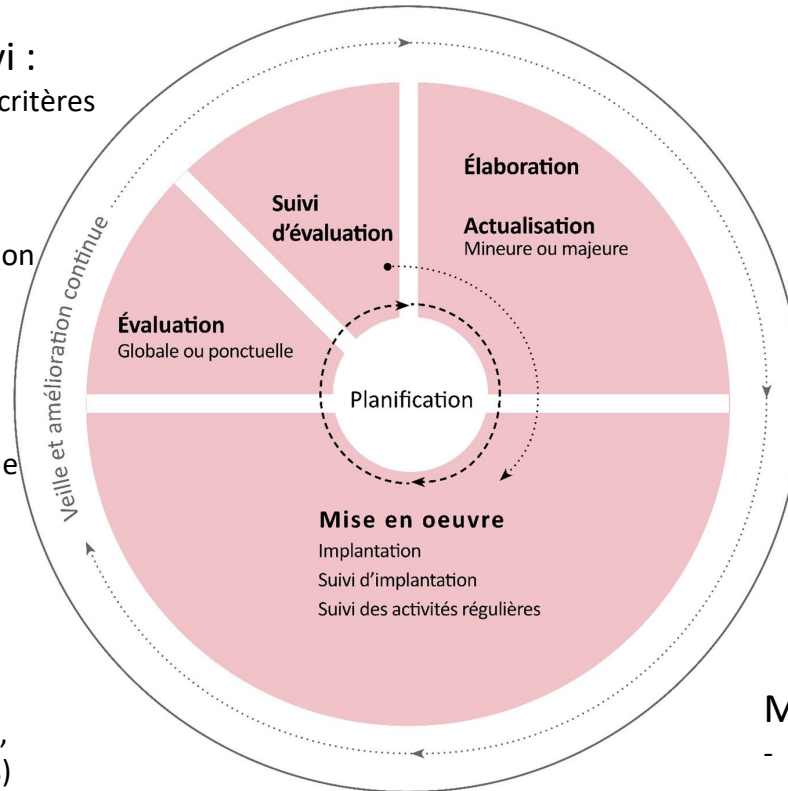 vi :
critères
on
e
,
)
Élaboration
Actualisation
Mineure ou majeure
Suivi
d'évaluation
Évaluation
Globale ou ponctuelle
Veille et amélioration continue
Planification
Mise en oeuvre
Implantation
Suivi d'implantation
Suivi des activités régulières
M
-